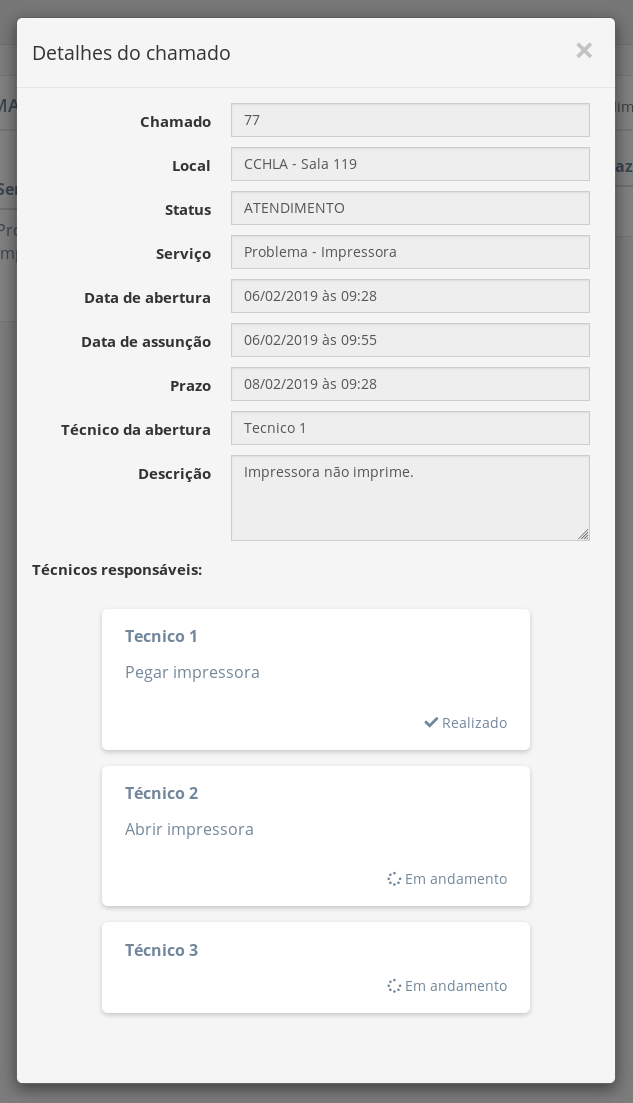 Detalhes do chamado
Chamado 77
Local CCHLA - Sala 119
Status ATENDIMENTO
Serviço Problema - Impressora
Data de abertura 06/02/2019 às 09:28
Data de assunção 06/02/2019 às 09:55
Prazo 08/02/2019 às 09:28
Técnico da abertura Tecnico 1
Descrição Impressora não imprime.
Técnicos responsáveis:
Tecnico 1
Pegar impressora
Realizado
Técnico 2
Abrir impressora
Em andamento
Técnico 3
Em andamento